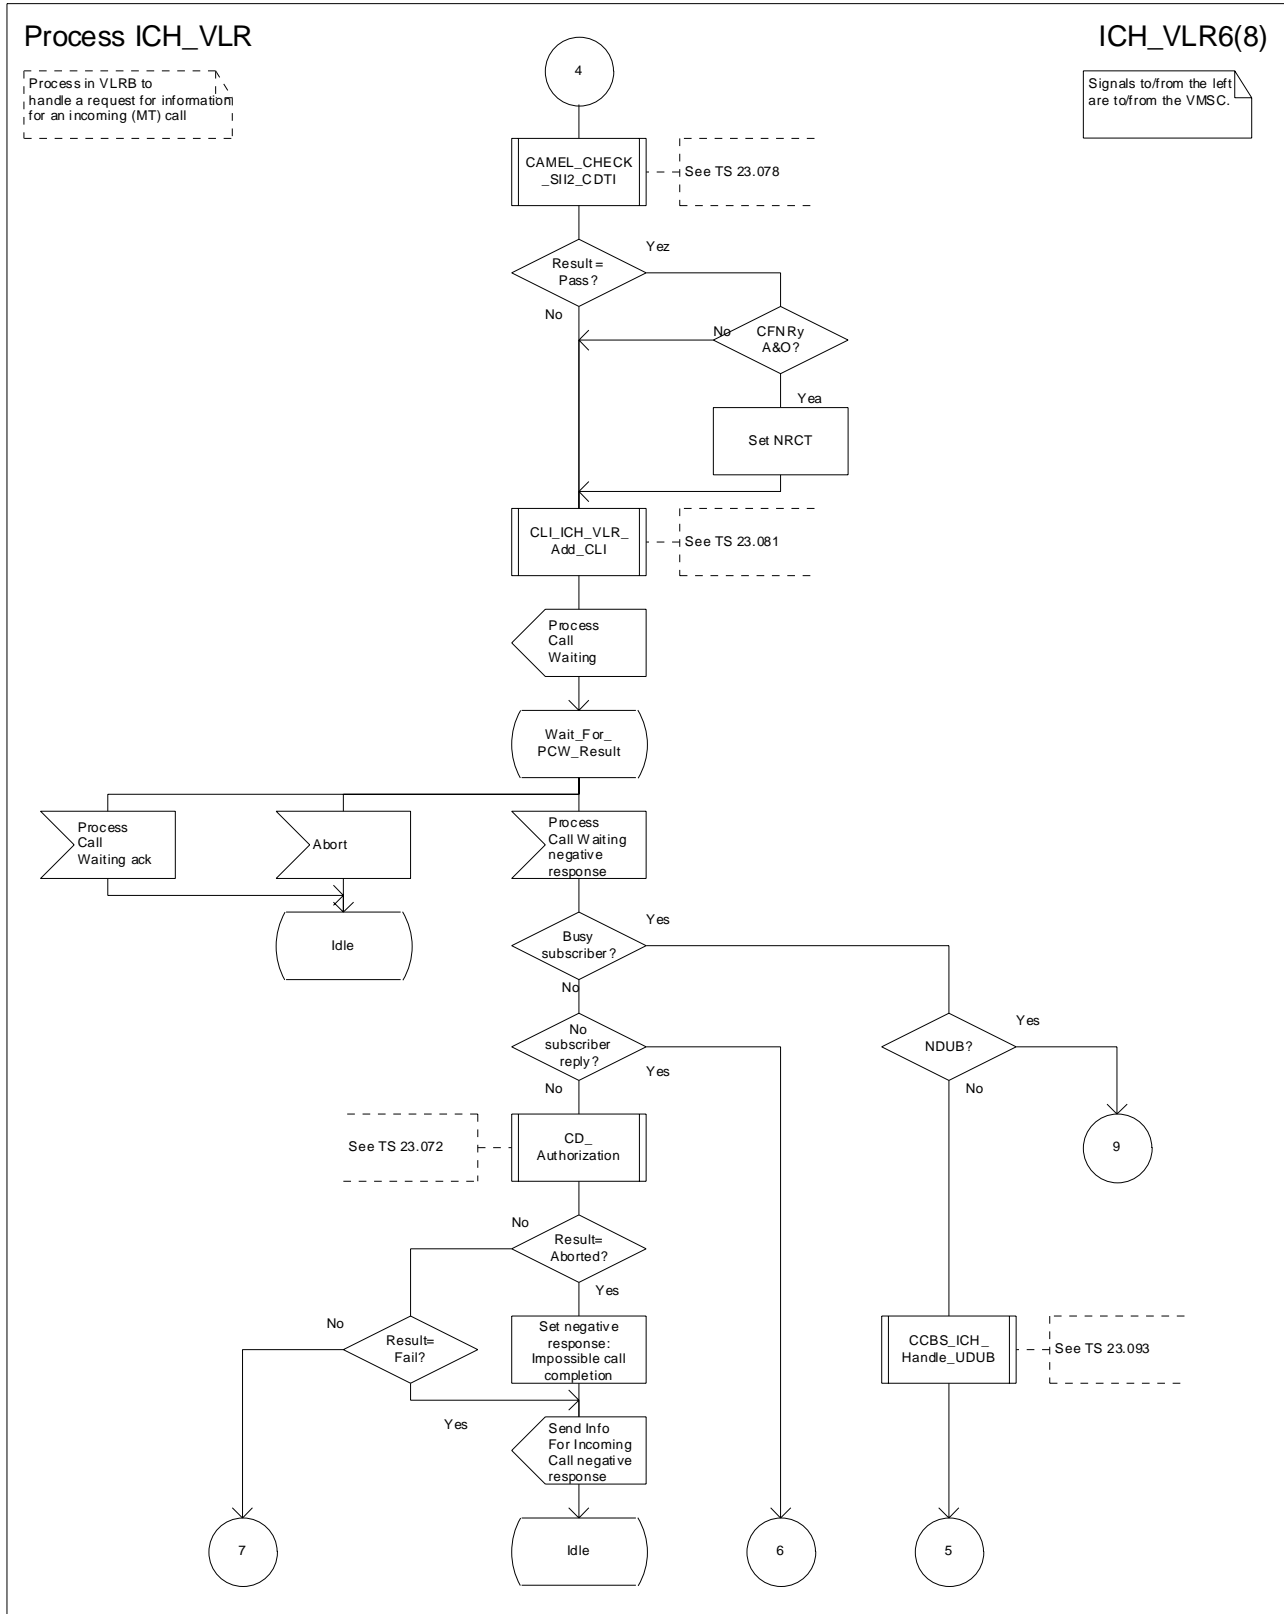 Process ICH_VLR
ICH_VLR6(8)
Process in VLRB to
handle a request for information
for an incoming (MT) call
Signals to/from the left
are to/from the VMSC.
4
CAMEL_CHECK
_SII2_CDTI
See TS 23.078
Result =
Pass?
Yez
No
CFNRy
A&O?
No
Yea
Set NRCT
CLI_ICH_VLR_
Add_CLI
See TS 23.081
Process
Call
Waiting
Wait_For_
PCW_Result
Process
Call
Waiting ack
Abort
Process
Call Waiting
negative
response
Idle
Busy
subscriber?
Yes
No
No
subscriber
reply?
Yes
No
NDUB?
Yes
No
9
See TS 23.072
CD_
Authorization
Result=
Aborted?
No
Yes
Result=
Fail?
No
Yes
Set negative
response:
Impossible call
completion
CCBS_ICH_
Handle_UDUB
See TS 23.093
Send Info
For Incoming
Call negative
response
7
Idle
6
5